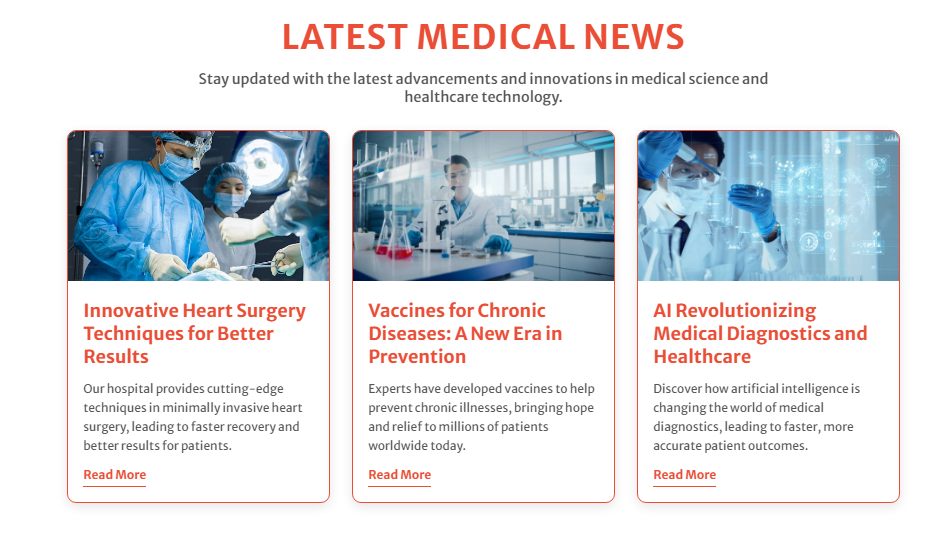 LATEST MEDICAL NEWS
Stay updated with the latest advancements and innovations in medical science and
healthcare technology.
Innovative Heart Surgery
Techniques for Better
Results
Our hospital provides cutting-edge
techniques in minimally invasive heart
surgery, leading to faster recovery and
better results for patients.
Read More
Vaccines for Chronic
Diseases: A New Era in
Prevention
Experts have developed vaccines to help
prevent chronic illnesses, bringing hope
and relief to millions of patients
worldwide today.
Read More
AI Revolutionizing
Medical Diagnostics and
Healthcare
Discover how artificial intelligence is
changing the world of medical
diagnostics, leading to faster, more
accurate patient outcomes.
Read More